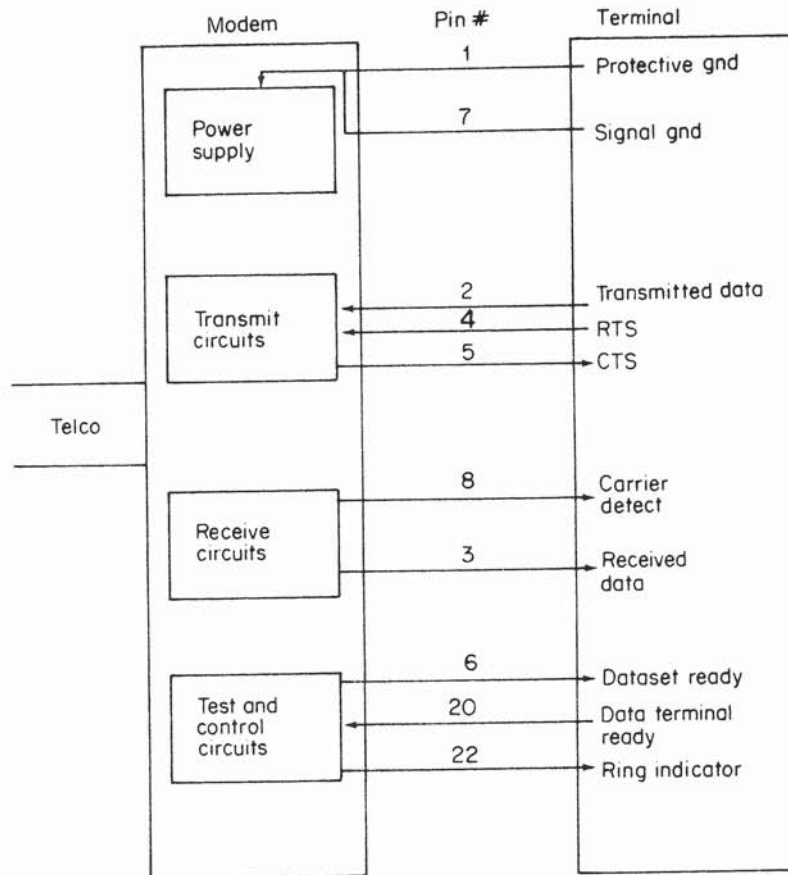 Modem
Pin #
Terminal
1
Protective gnd
Power
supply
7
Signal gnd
2
Transmitted data
Transmit
circuits
4
RTS
5
CTS
Telco
8
Carrier
detect
Receive
circuits
3
Received
data
6
Dataset ready
Test and
control
circuits
20
Data terminal
ready
22
Ring indicator